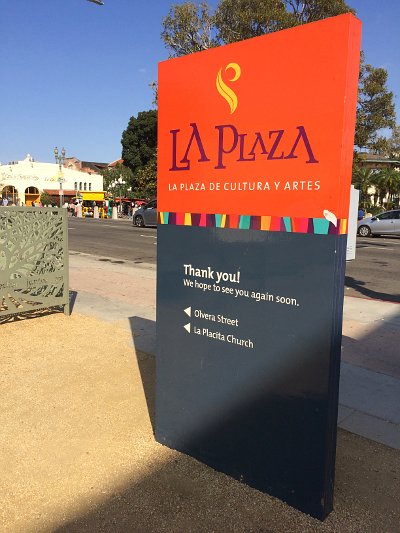 LA PLAZA
LA PLAZA DE CULTURA Y ARTES
Thank you!
We hope to see you again soon.
Olvera Street
La Placita Church